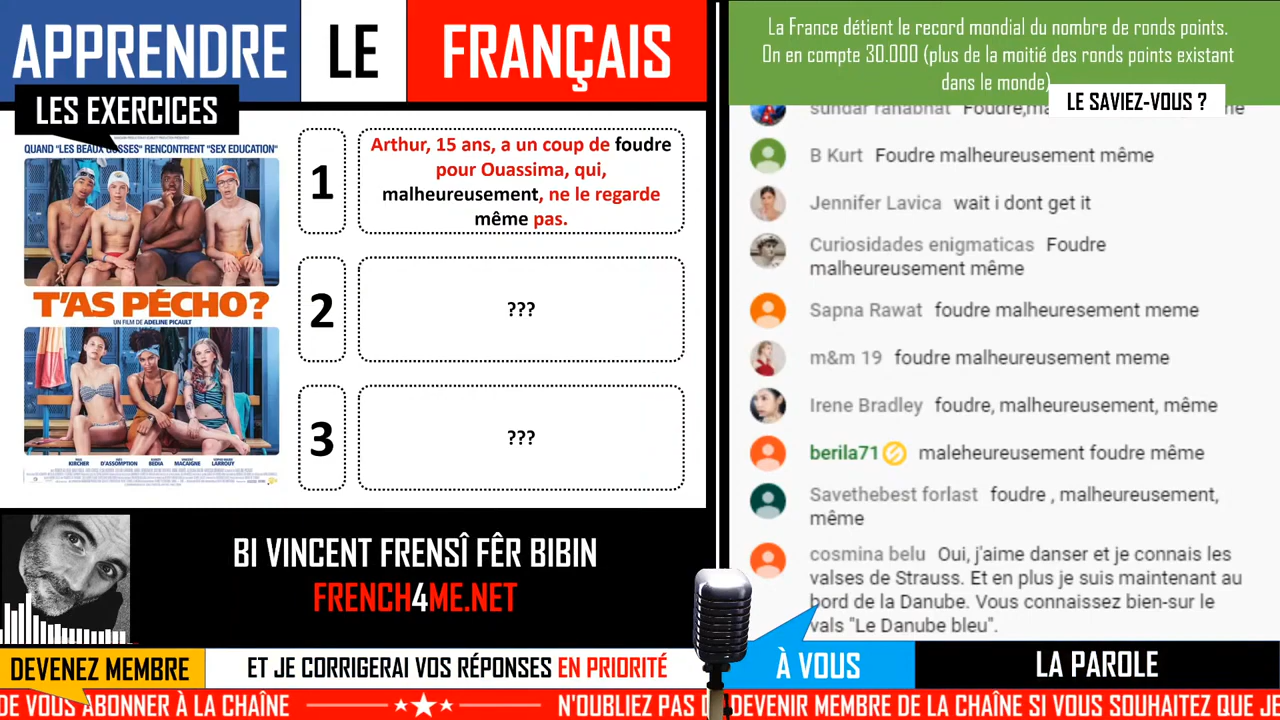 APPRENDRE LE FRANÇAIS
LES EXERCICES
QUAND "LES BEAUX GOSSES" RENCONTRENT "SEX EDUCATION"
T'AS PÉCHO?
UN FILM DE ADELINE PICAULT
KIRCHER D'ASSOMPTION BEDIA MACAIGNE LARROUY
1
Arthur, 15 ans, a un coup de foudre
pour Ouassima, qui,
malheureusement, ne le regarde
même pas.
2
???
3
???
BI VINCENT FRENSÎ FÊR BIBIN
FRENCH4ME.NET
DEVENEZ MEMBRE
ET JE CORRIGERAI VOS RÉPONSES EN PRIORITÉ
La France détient le record mondial du nombre de ronds points.
On en compte 30.000 (plus de la moitié des ronds points existant
dans le monde)
LE SAVIEZ-VOUS ?
sundar ranabhat Foudre,
B Kurt Foudre malheureusement même
Jennifer Lavica wait i dont get it
Curiosidades enigmaticas Foudre
malheureusement même
Sapna Rawat foudre malheuresement meme
m&m 19 foudre malheureusement meme
Irene Bradley foudre, malheureusement, même
berila71 maleheureusement foudre même
Savethebest forlast foudre , malheureusement,
même
cosmina belu Oui, j'aime danser et je connais les
valses de Strauss. Et en plus je suis maintenant au
bord de la Danube. Vous connaissez bien-sur le
vals "Le Danube bleu".
À VOUS
LA PAROLE
DE VOUS ABONNER À LA CHAÎNE N'OUBLIEZ PAS DEVENIR MEMBRE DE LA CHAÎNE SI VOUS SOUHAITEZ QUE JE